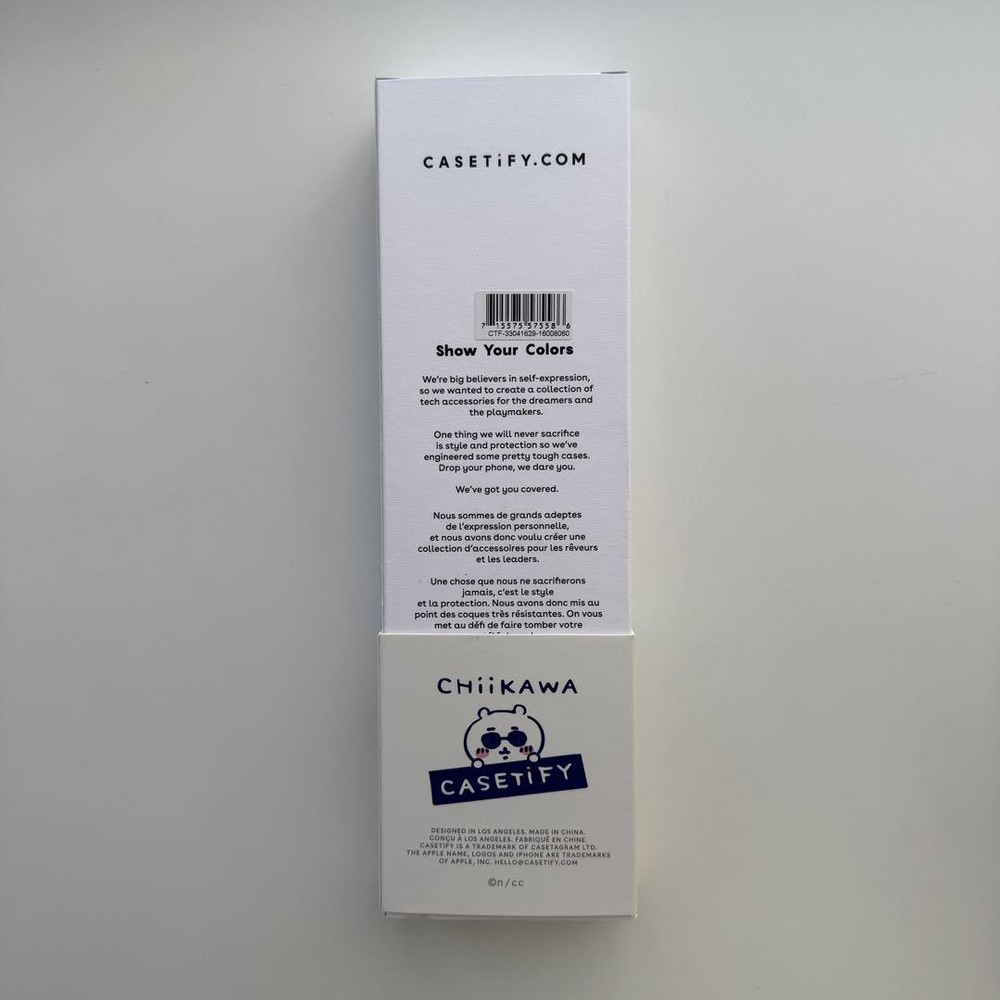 CASETiFY.COM
7 15575 57558 6
CTF-33041629-16008060
Show Your Colors
We're big believers in self-expression,
so we wanted to create a collection of
tech accessories for the dreamers and
the playmakers.
One thing we will never sacrifice
is style and protection so we've
engineered some pretty tough cases.
Drop your phone, we dare you.
We've got you covered.
Nous sommes de grands adeptes
de l'expression personnelle,
et nous avons donc voulu créer une
collection d'accessoires pour les rêveurs
et les leaders.
Une chose que nous ne sacrifierons
jamais, c'est le style
et la protection. Nous avons donc mis au
point des coques très résistantes. On vous
met au défi de faire tomber votre
CHiiKAWA
CASETiFY
DESIGNED IN LOS ANGELES. MADE IN CHINA.
CONÇU À LOS ANGELES. FABRIQUÉ EN CHINE.
CASETIFY IS A TRADEMARK OF CASETAGRAM LTD.
THE APPLE NAME, LOGOS AND IPHONE ARE TRADEMARKS
OF APPLE, INC. HELLO@CASETIFY.COM
©n/cc